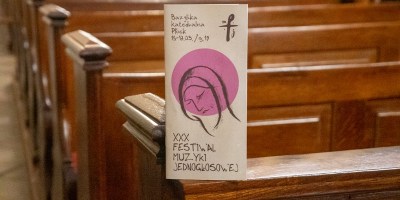 Bazylika
katedralna
Płock
XXX
FESTIWAL
MUZYKI
JEDNOGŁOSOWEJ